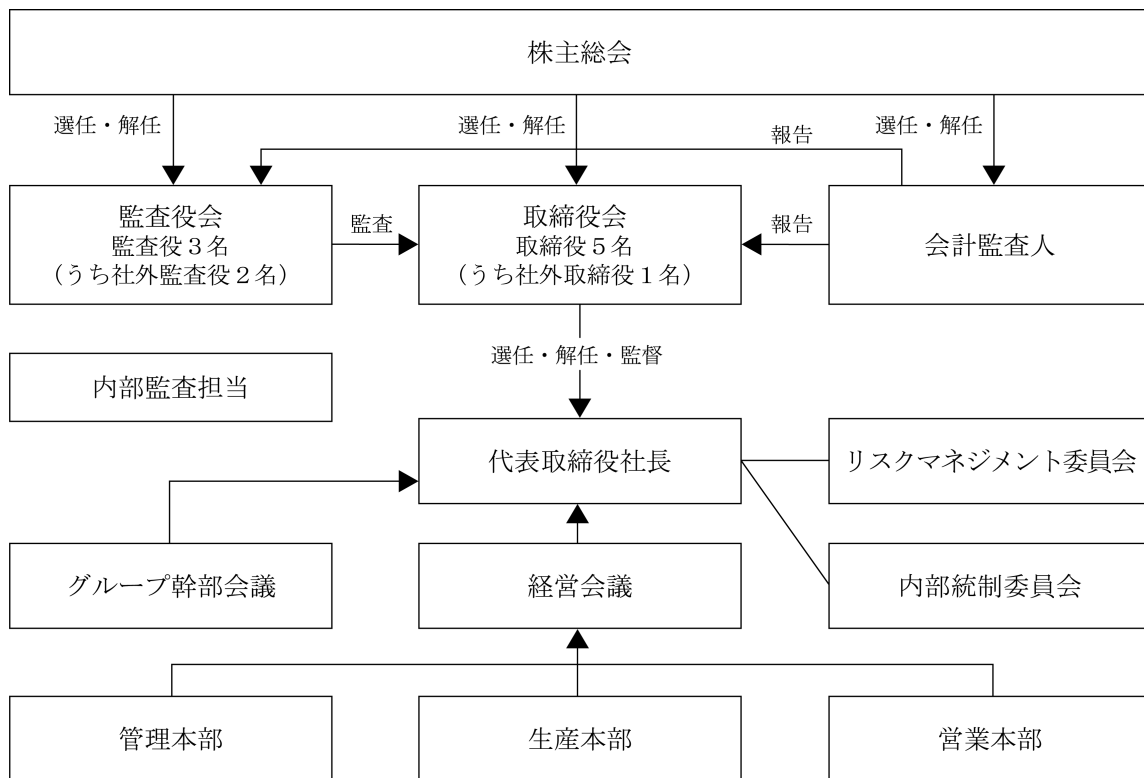 株主総会
選任・解任
選任・解任
選任・解任
報告
監査役会
監査役3名
（うち社外監査役2名）
監査
取締役会
取締役5名
（うち社外取締役1名）
報告
会計監査人
選任・解任・監督
内部監査担当
代表取締役社長
リスクマネジメント委員会
グループ幹部会議
経営会議
内部統制委員会
管理本部
生産本部
営業本部